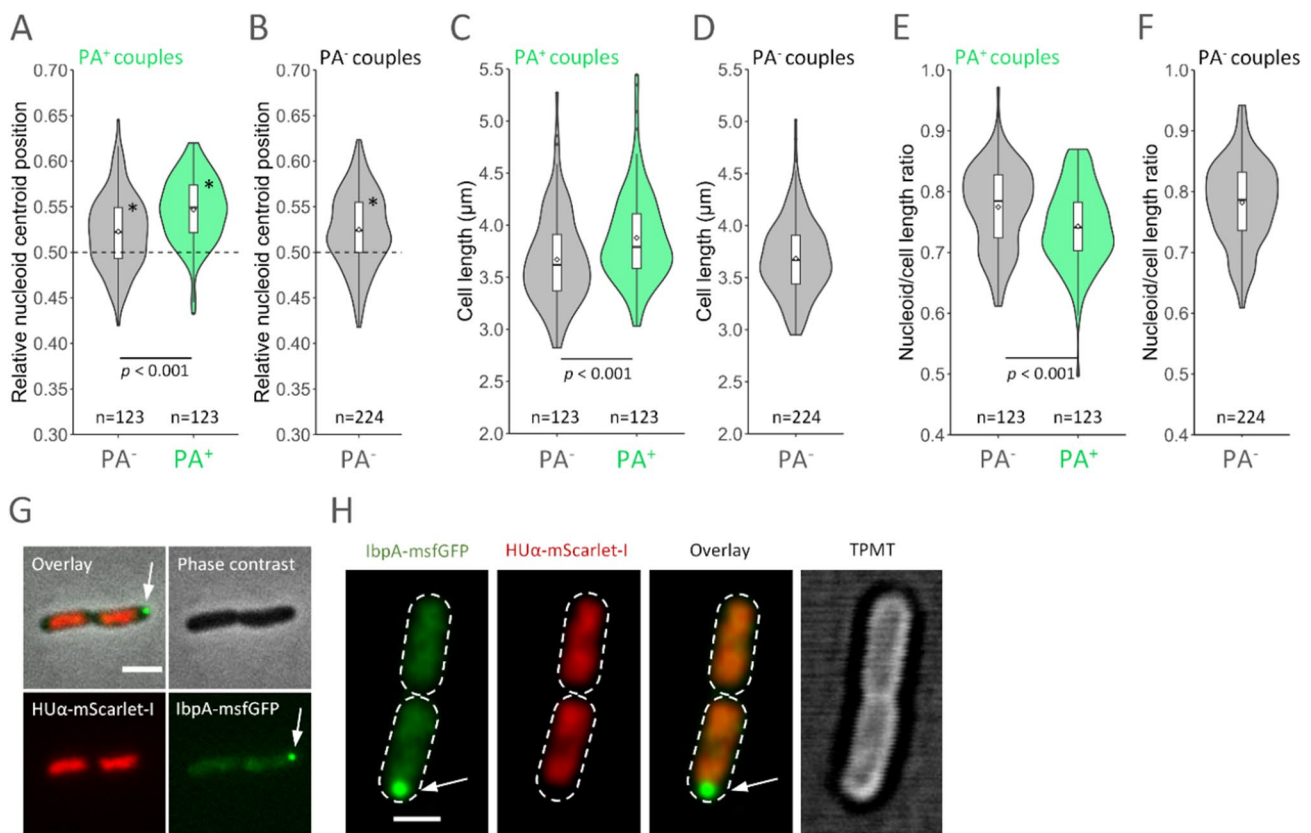 A
PA⁺ couples
Relative nucleoid centroid position
0.70
0.65
0.60
0.55
0.50
0.45
0.40
0.35
0.30
*
*
p < 0.001
n=123
n=123
PA⁻
PA⁺
B
PA⁻ couples
Relative nucleoid centroid position
0.70
0.65
0.60
0.55
0.50
0.45
0.40
0.35
0.30
*
n=224
PA⁻
C
PA⁺ couples
Cell length (µm)
5.5
5.0
4.5
4.0
3.5
3.0
2.5
2.0
p < 0.001
n=123
n=123
PA⁻
PA⁺
D
PA⁻ couples
Cell length (µm)
5.5
5.0
4.5
4.0
3.5
3.0
2.5
2.0
n=224
PA⁻
E
PA⁺ couples
Nucleoid/cell length ratio
1.0
0.9
0.8
0.7
0.6
0.5
0.4
p < 0.001
n=123
n=123
PA⁻
PA⁺
F
PA⁻ couples
Nucleoid/cell length ratio
1.0
0.9
0.8
0.7
0.6
0.5
0.4
n=224
PA⁻
G
Overlay
Phase contrast
HUα-mScarlet-I
IbpA-msfGFP
H
IbpA-msfGFP
HUα-mScarlet-I
Overlay
TPMT